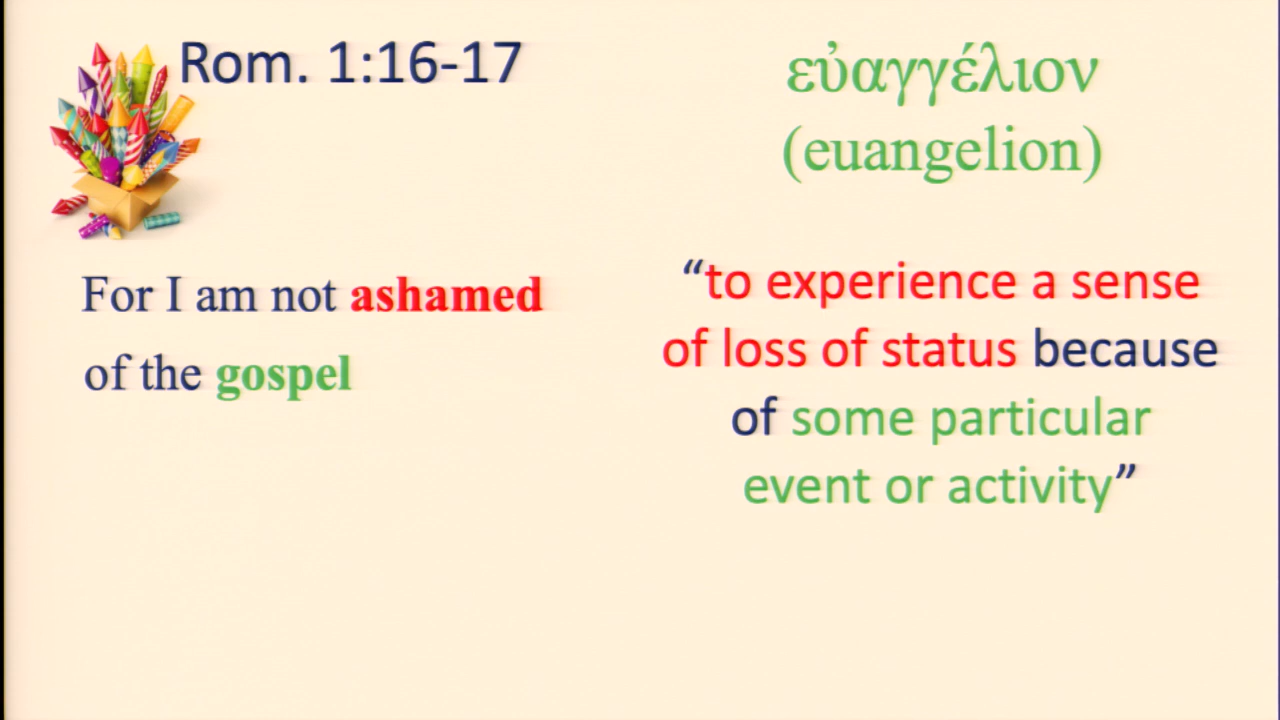 Rom. 1:16-17
For I am not ashamed
of the gospel
εὐαγγέλιον
(euangelion)
“to experience a sense
of loss of status because
of some particular
event or activity”